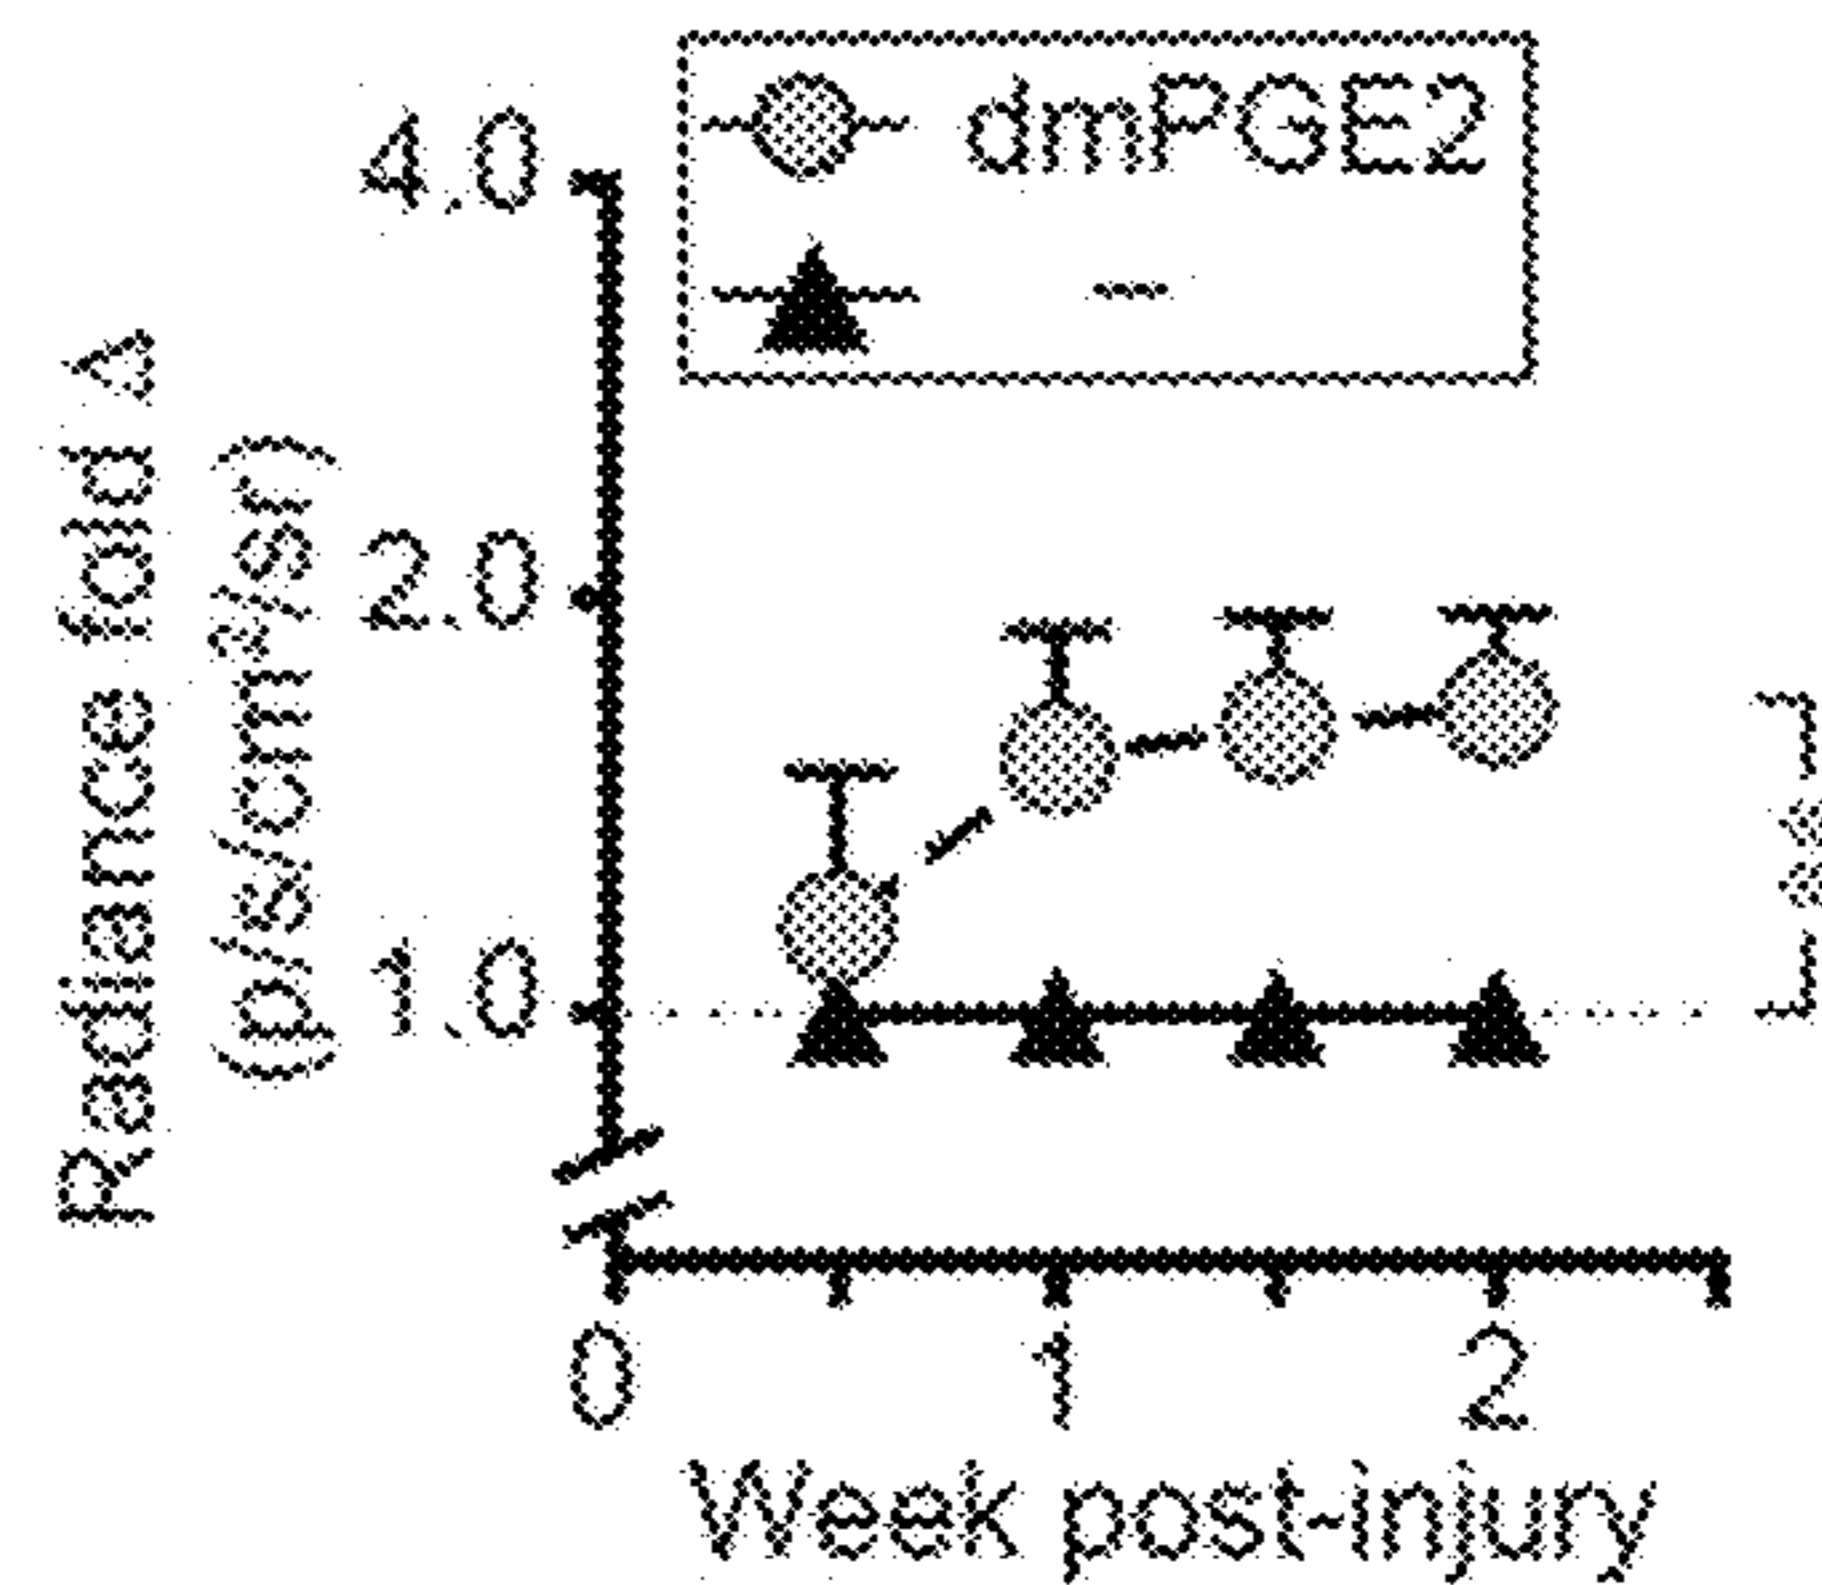 dmPGE2
–
Radiance fold Δ
(p/s/cm²/sr)
4.0
2.0
1.0
0 1 2
Week post-injury